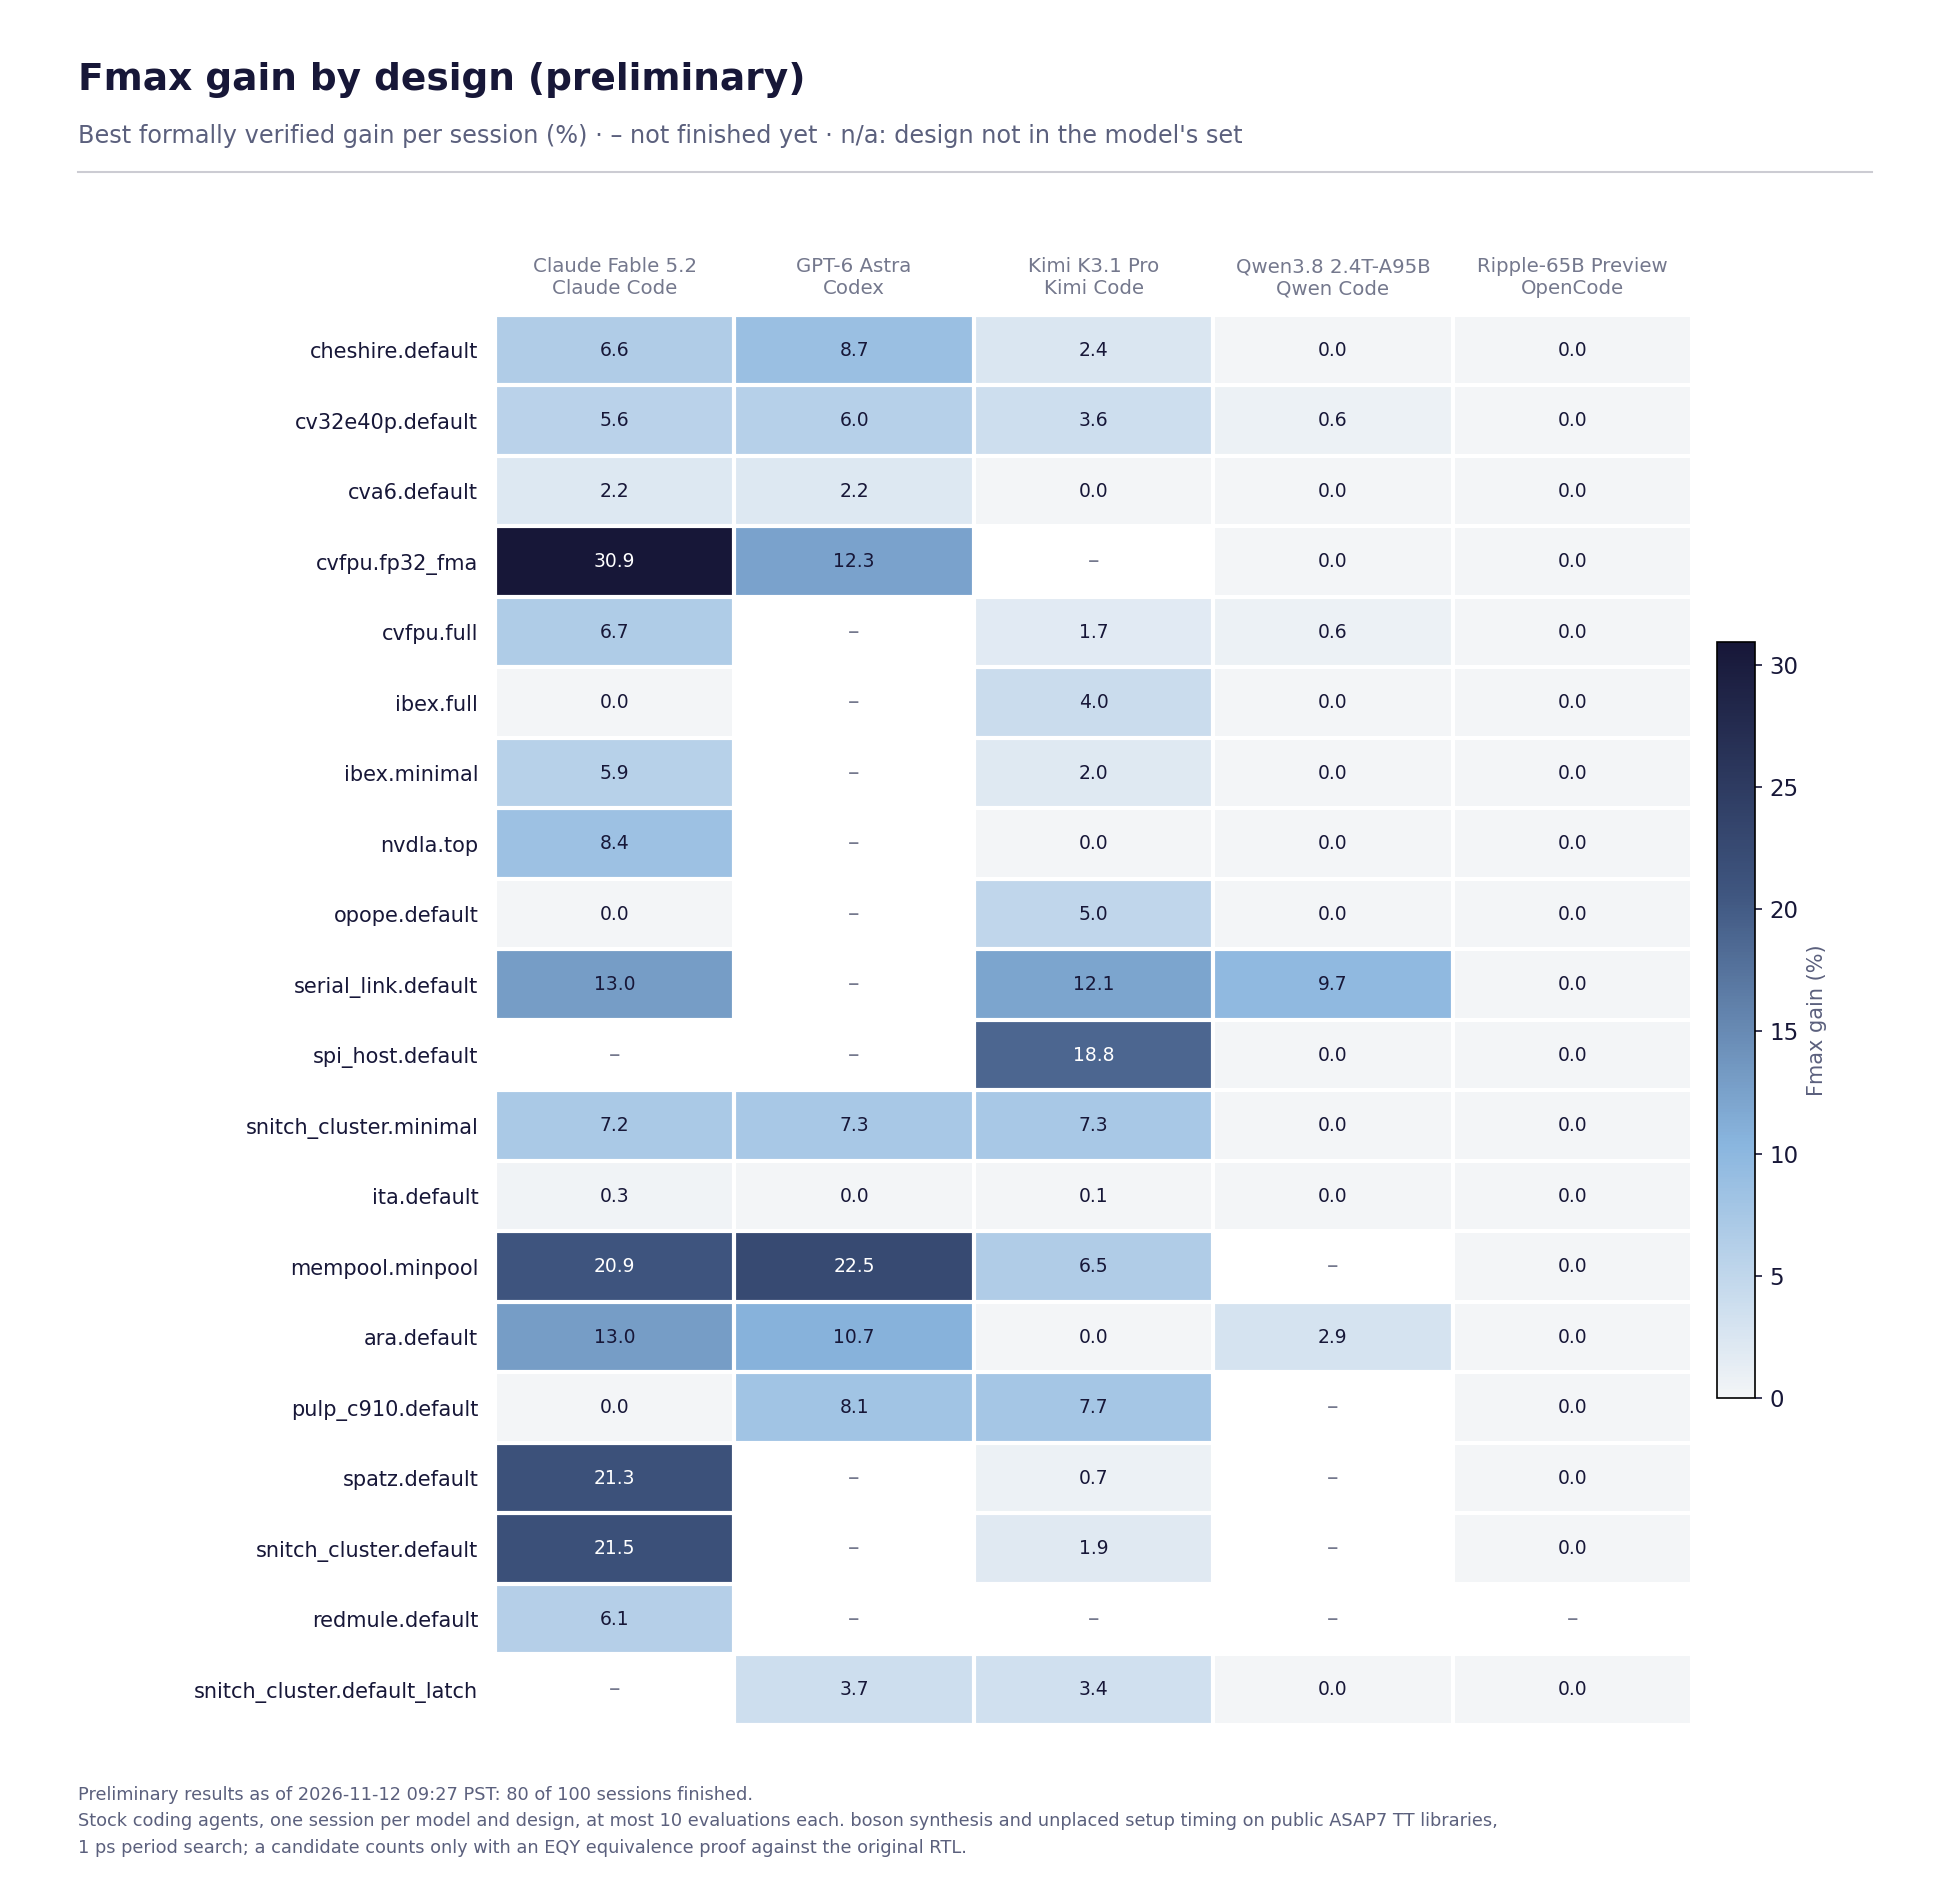 Fmax gain by design (preliminary)
Best formally verified gain per session (%) · – not finished yet · n/a: design not in the model's set
Claude Fable 5.2 GPT-6 Astra Kimi K3.1 Pro Qwen3.8 2.4T-A95B Ripple-65B Preview
Claude Code Codex Kimi Code Qwen Code OpenCode
cheshire.default 6.6 8.7 2.4 0.0 0.0
cv32e40p.default 5.6 6.0 3.6 0.6 0.0
cva6.default 2.2 2.2 0.0 0.0 0.0
cvfpu.fp32_fma 30.9 12.3 – 0.0 0.0
cvfpu.full 6.7 – 1.7 0.6 0.0
ibex.full 0.0 – 4.0 0.0 0.0
ibex.minimal 5.9 – 2.0 0.0 0.0
nvdla.top 8.4 – 0.0 0.0 0.0
opope.default 0.0 – 5.0 0.0 0.0
serial_link.default 13.0 – 12.1 9.7 0.0
spi_host.default – – 18.8 0.0 0.0
snitch_cluster.minimal 7.2 7.3 7.3 0.0 0.0
ita.default 0.3 0.0 0.1 0.0 0.0
mempool.minpool 20.9 22.5 6.5 – 0.0
ara.default 13.0 10.7 0.0 2.9 0.0
pulp_c910.default 0.0 8.1 7.7 – 0.0
spatz.default 21.3 – 0.7 – 0.0
snitch_cluster.default 21.5 – 1.9 – 0.0
redmule.default 6.1 – – – –
snitch_cluster.default_latch – 3.7 3.4 0.0 0.0
30
25
20
15
10
5
0
Fmax gain (%)
Preliminary results as of 2026-11-12 09:27 PST: 80 of 100 sessions finished.
Stock coding agents, one session per model and design, at most 10 evaluations each. boson synthesis and unplaced setup timing on public ASAP7 TT libraries,
1 ps period search; a candidate counts only with an EQY equivalence proof against the original RTL.